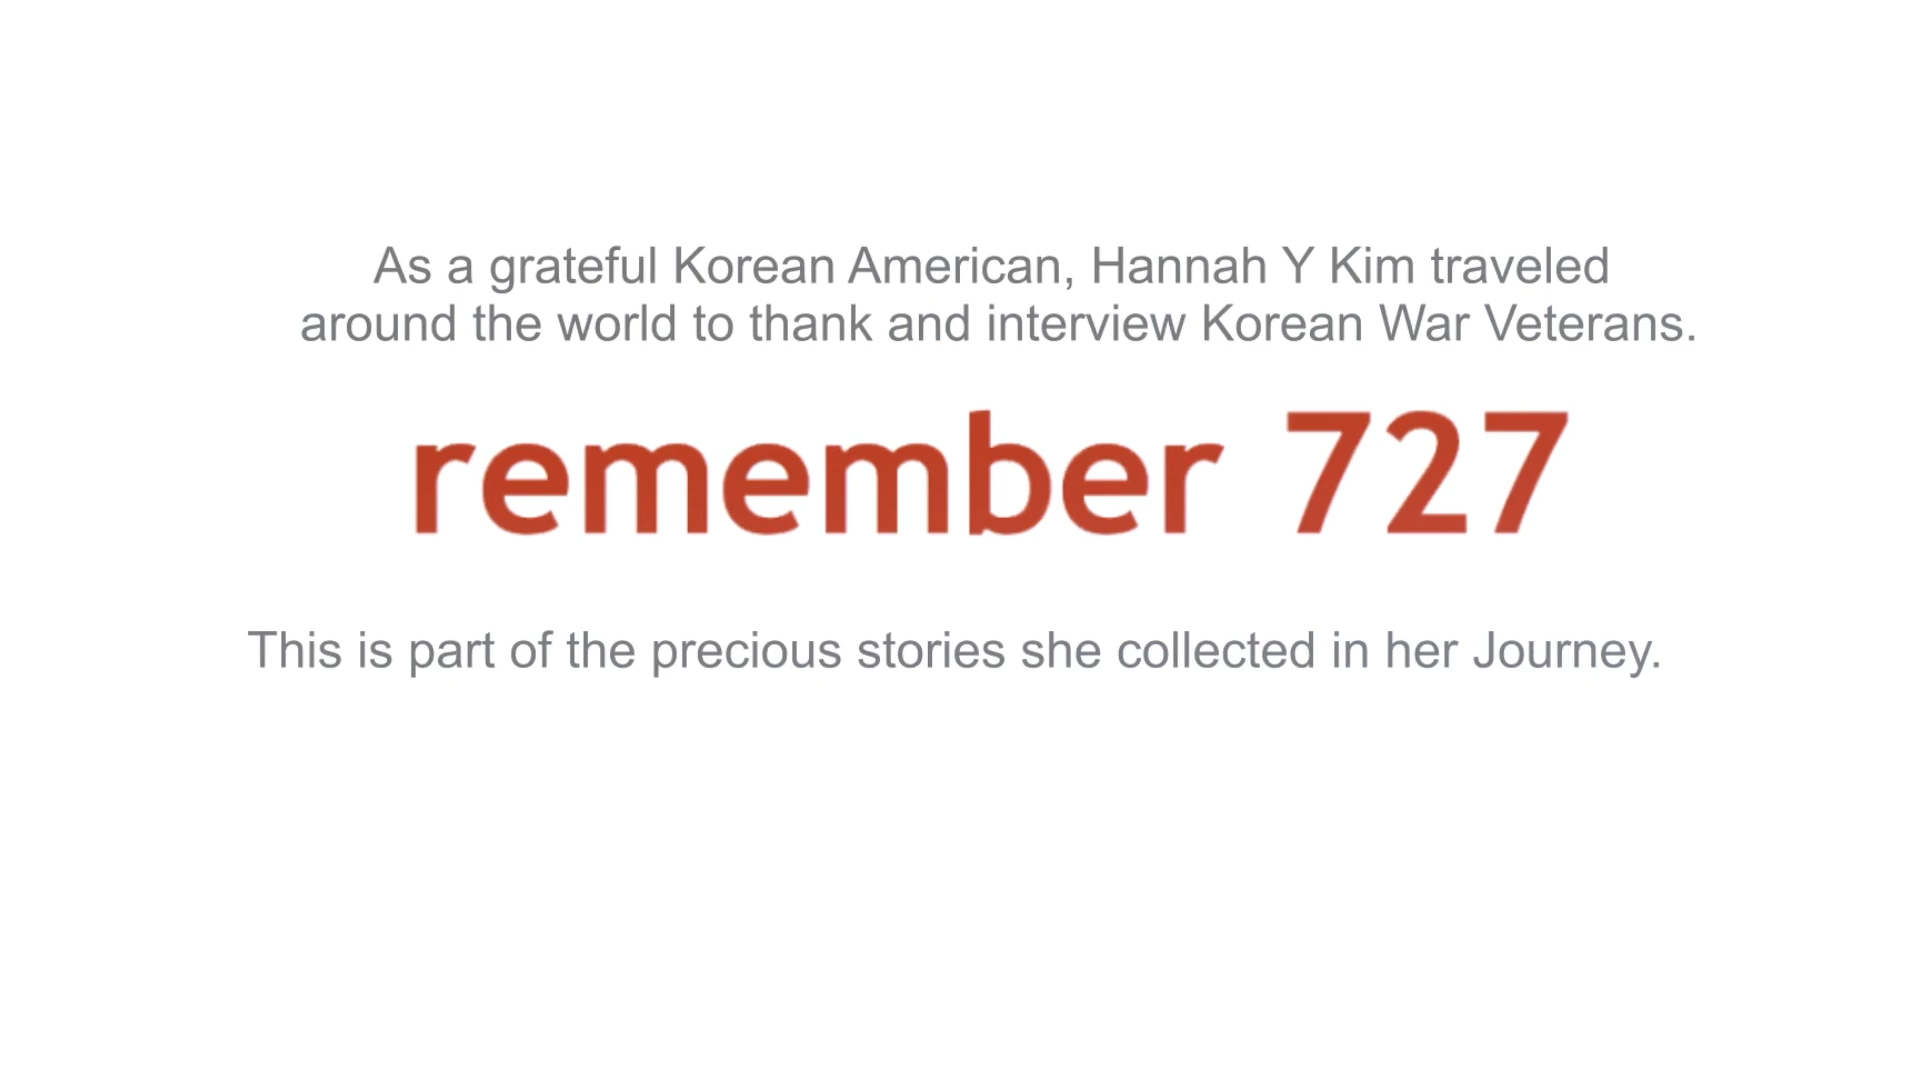 As a grateful Korean American, Hannah Y Kim traveled
around the world to thank and interview Korean War Veterans.
remember 727
This is part of the precious stories she collected in her Journey.